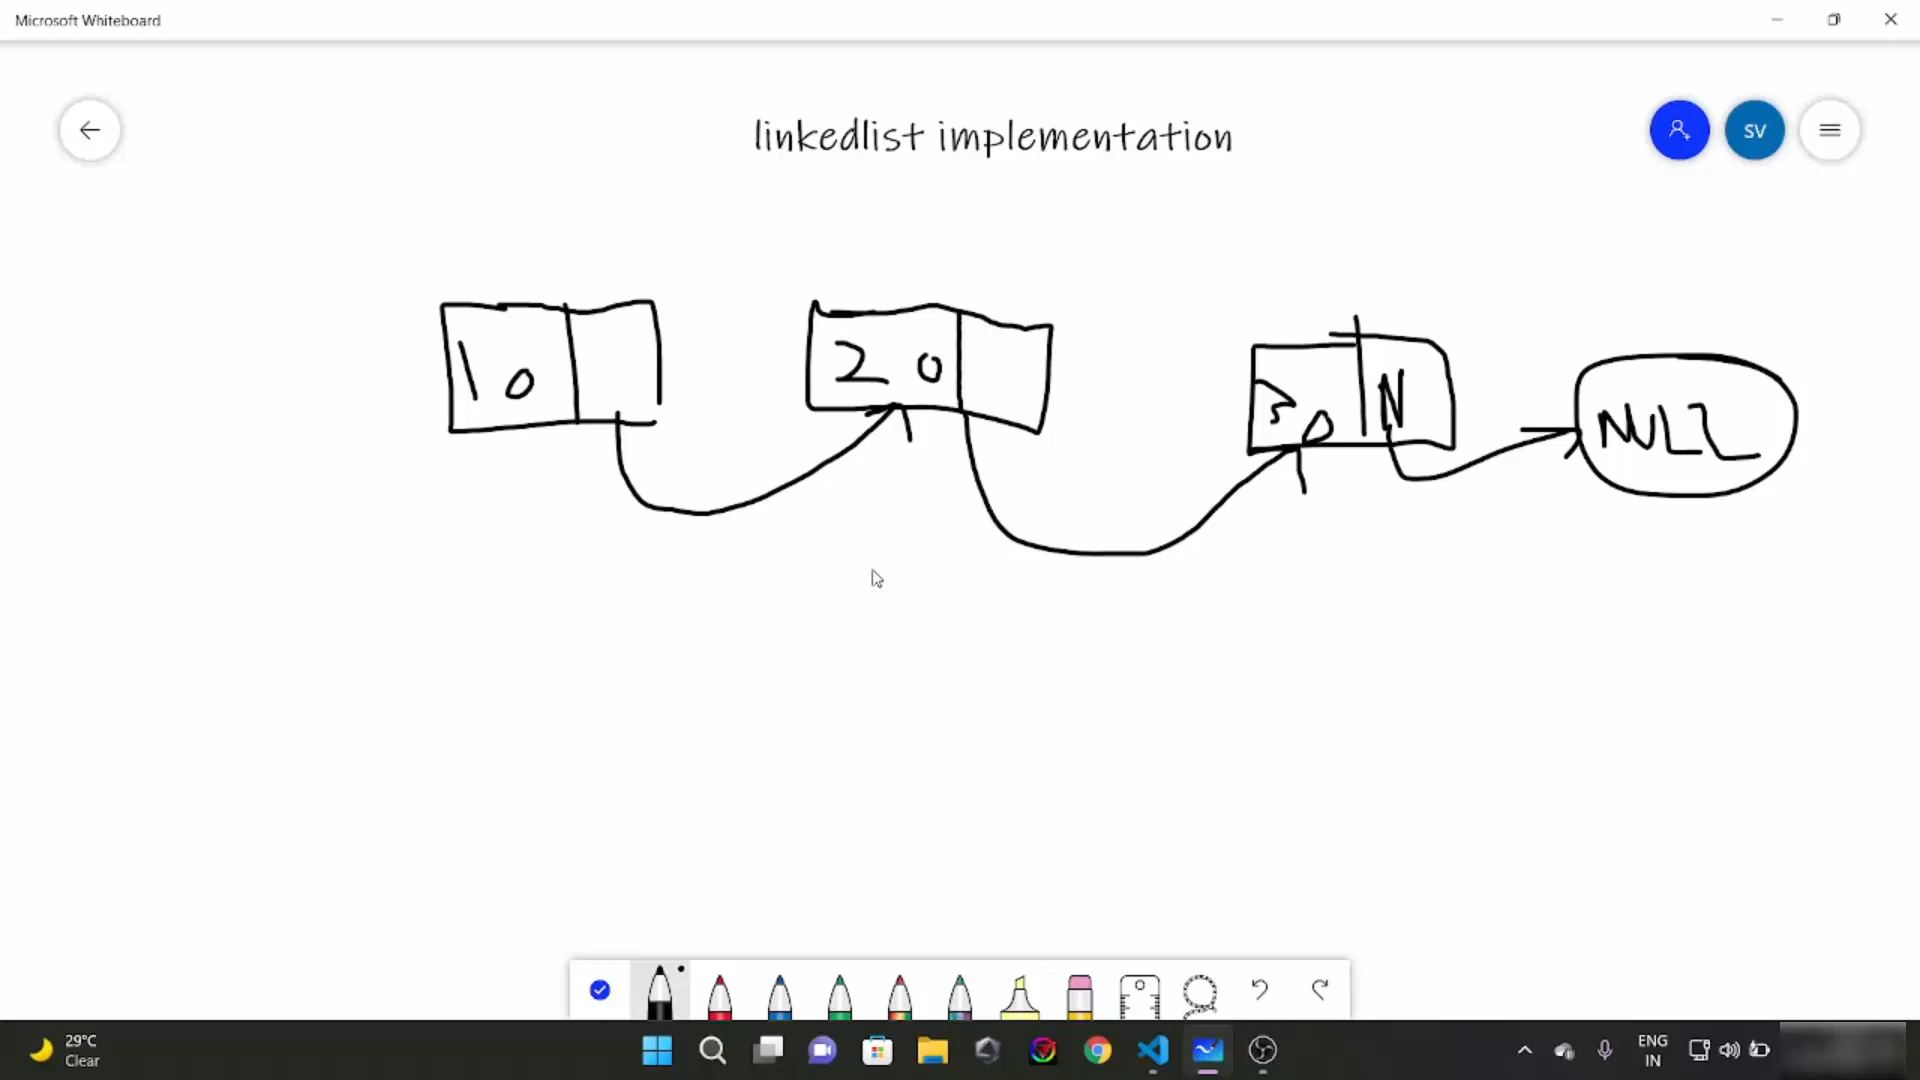 Microsoft Whiteboard
SV
linkedlist implementation
10
20
30 N
NULL
29°C
Clear
ENG
IN